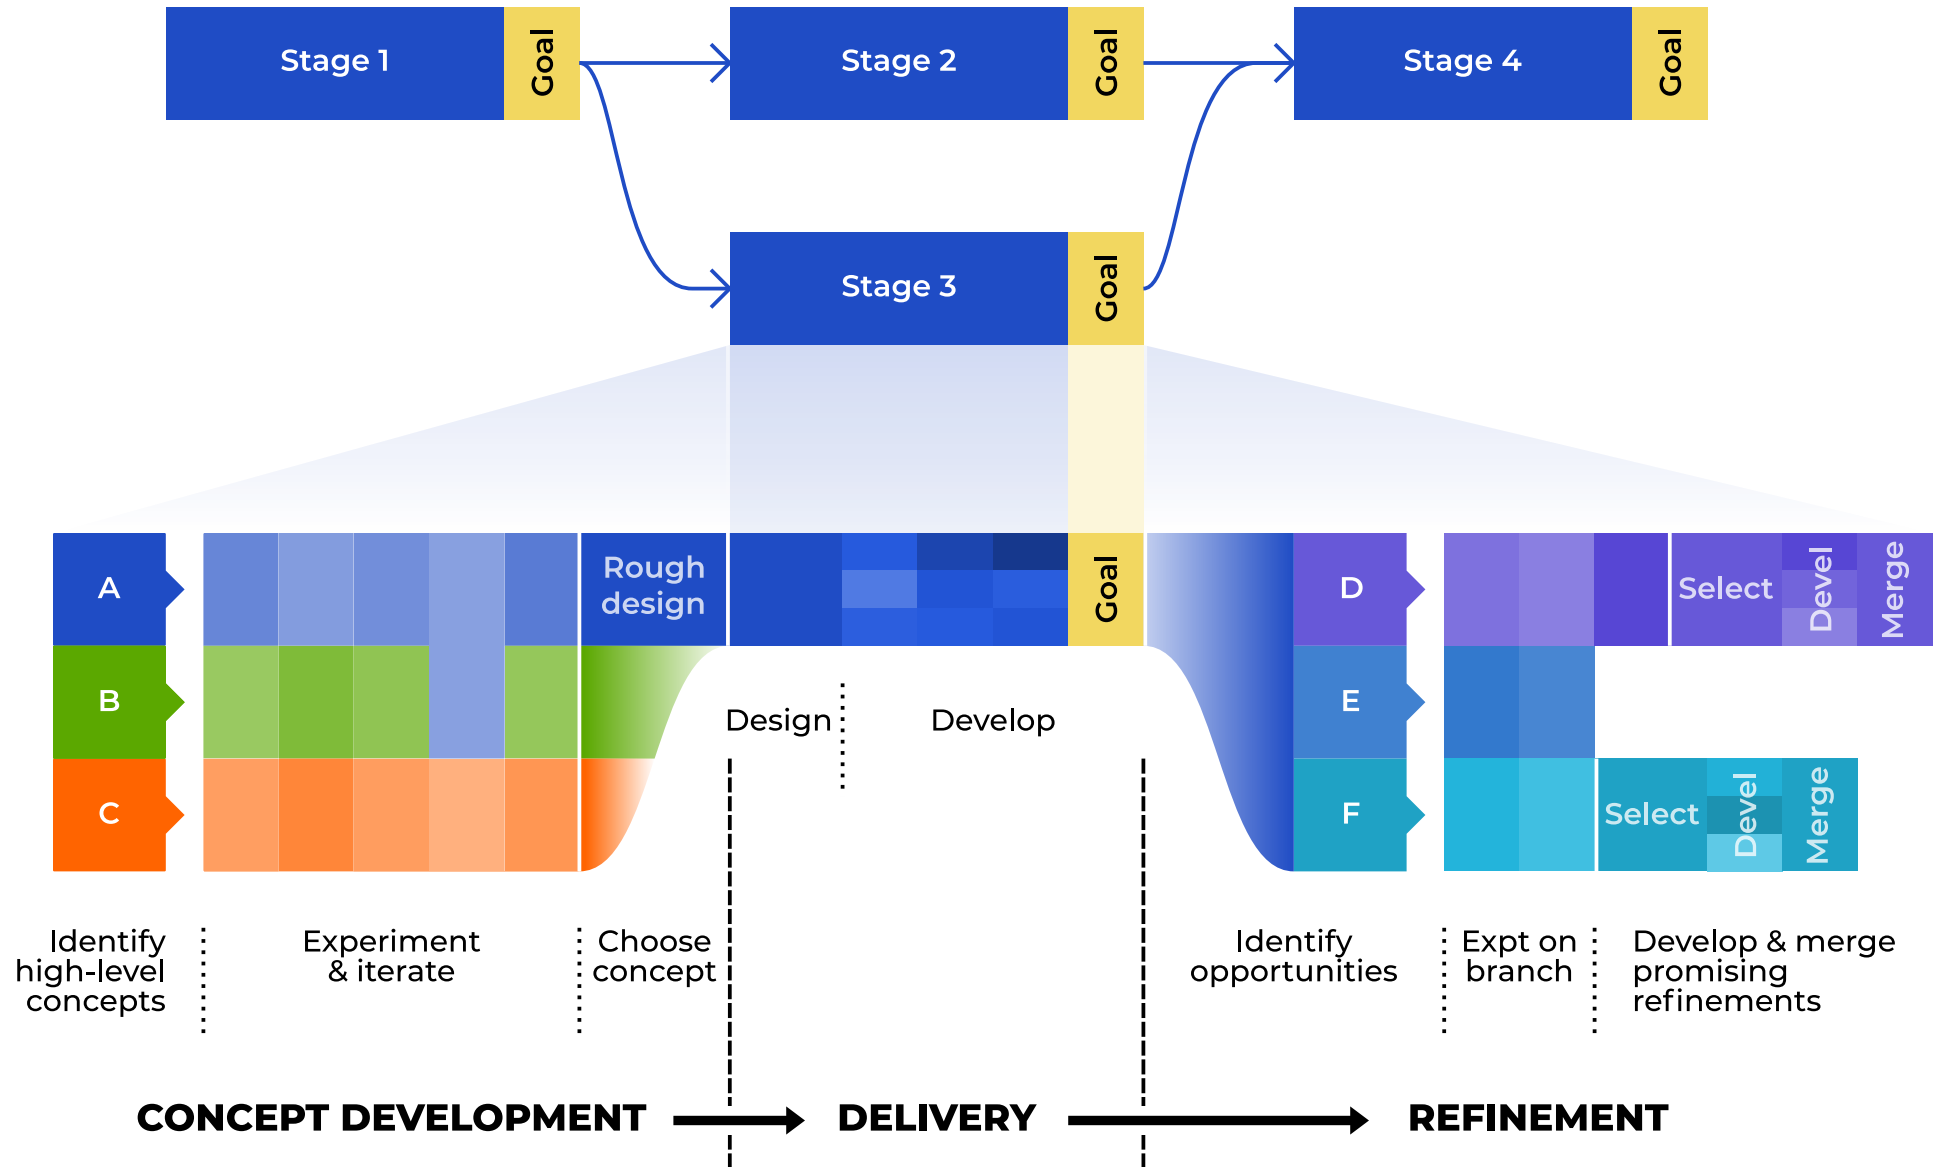 Stage 1
Goal
Stage 2
Goal
Stage 4
Goal
Stage 3
Goal
A
Rough
design
Goal
D
Select
Devel
Merge
B
E
C
F
Select
Devel
Merge
Design
Develop
Identify
high-level
concepts
Experiment
& iterate
Choose
concept
Identify
opportunities
Expt on
branch
Develop & merge
promising
refinements
CONCEPT DEVELOPMENT
DELIVERY
REFINEMENT